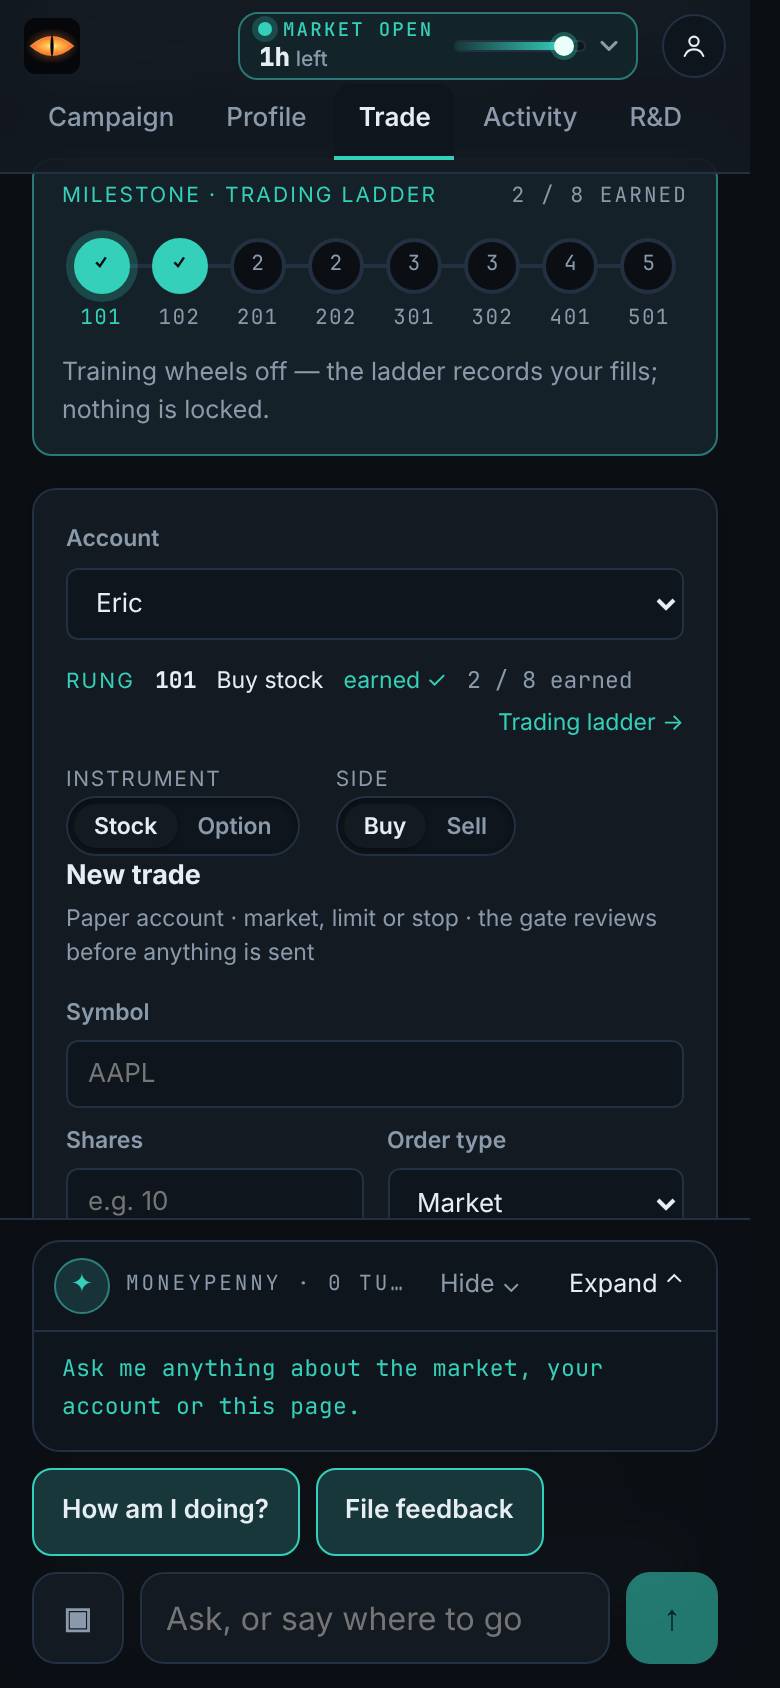 MARKET OPEN
1h left
Campaign Profile Trade Activity R&D
MILESTONE · TRADING LADDER 2 / 8 EARNED
✓ ✓ 2 2 3 3 4 5
101 102 201 202 301 302 401 501
Training wheels off — the ladder records your fills;
nothing is locked.
Account
Eric
RUNG 101 Buy stock earned ✓ 2 / 8 earned
Trading ladder →
INSTRUMENT SIDE
Stock Option Buy Sell
New trade
Paper account · market, limit or stop · the gate reviews
before anything is sent
Symbol
AAPL
Shares Order type
e.g. 10 Market
MONEYPENNY · 0 TU… Hide Expand
Ask me anything about the market, your
account or this page.
How am I doing? File feedback
Ask, or say where to go ↑